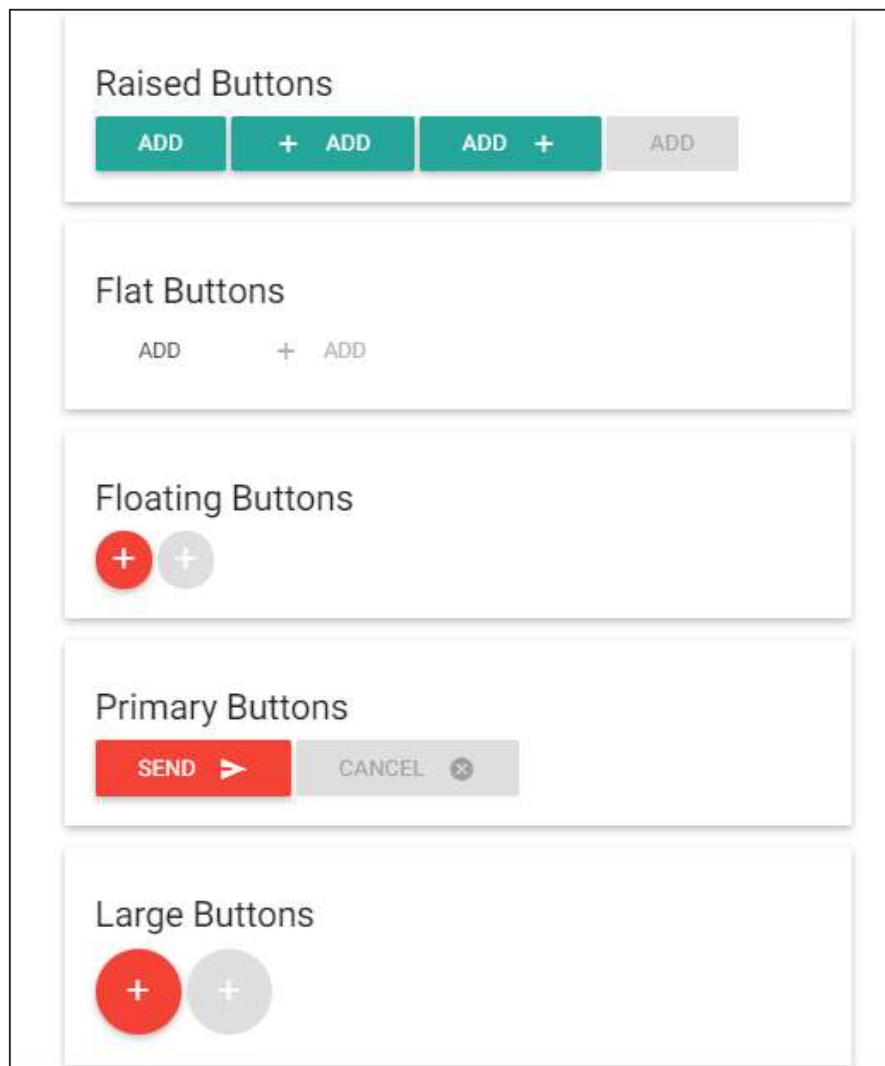 Raised Buttons
ADD + ADD ADD + ADD
Flat Buttons
ADD + ADD
Floating Buttons
+ +
Primary Buttons
SEND CANCEL
Large Buttons
+ +